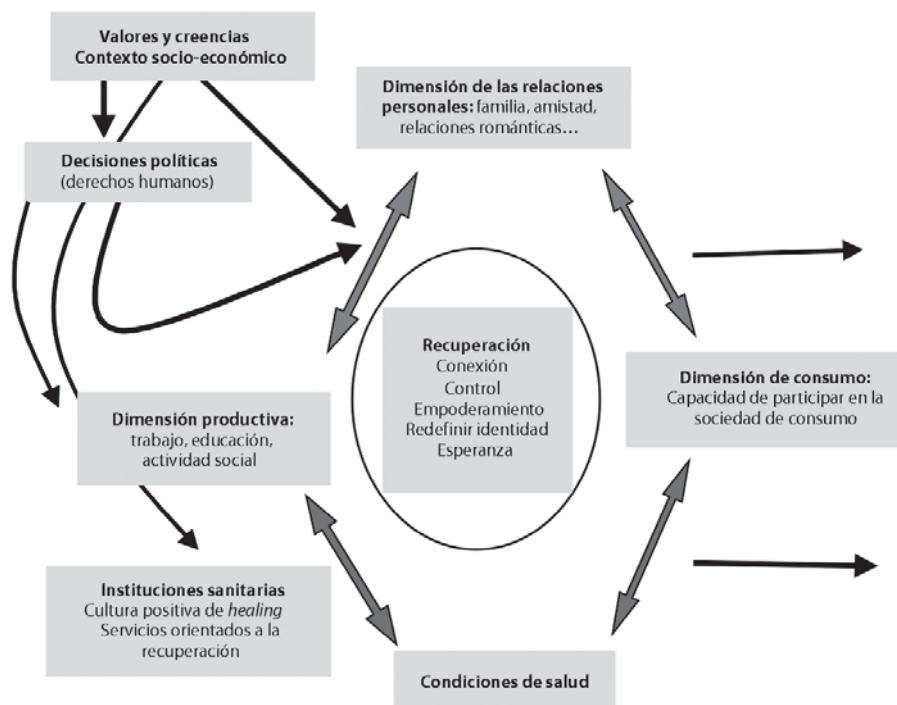 Valores y creencias
Contexto socio-económico
Dimensión de las relaciones
personales: familia, amistad,
relaciones románticas…
Decisiones políticas
(derechos humanos)
Recuperación
Conexión
Control
Empoderamiento
Redefinir identidad
Esperanza
Dimensión de consumo:
Capacidad de participar en la
sociedad de consumo
Dimensión productiva:
trabajo, educación,
actividad social
Instituciones sanitarias
Cultura positiva de healing
Servicios orientados a la
recuperación
Condiciones de salud